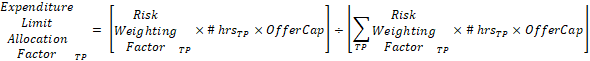 Expenditure Limit Allocation Factor TP = [Risk Weighting Factor TP × # hrsTP × OfferCap] ÷ [∑TP Risk Weighting Factor TP × # hrsTP × OfferCap]